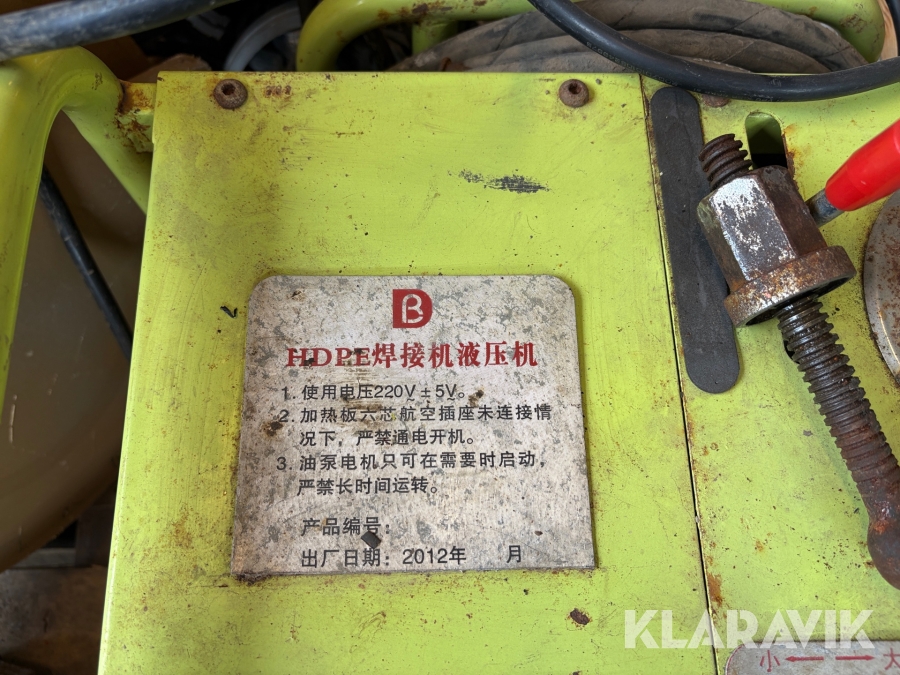 B
HDPE焊接机液压机
1. 使用电压220V±5V。
2. 加热板六芯航空插座未连接情
况下，严禁通电开机。
3. 油泵电机只可在需要时启动，
严禁长时间运转。
产品编号:
出厂日期: 2012年 月
KLARAVIK
小 大